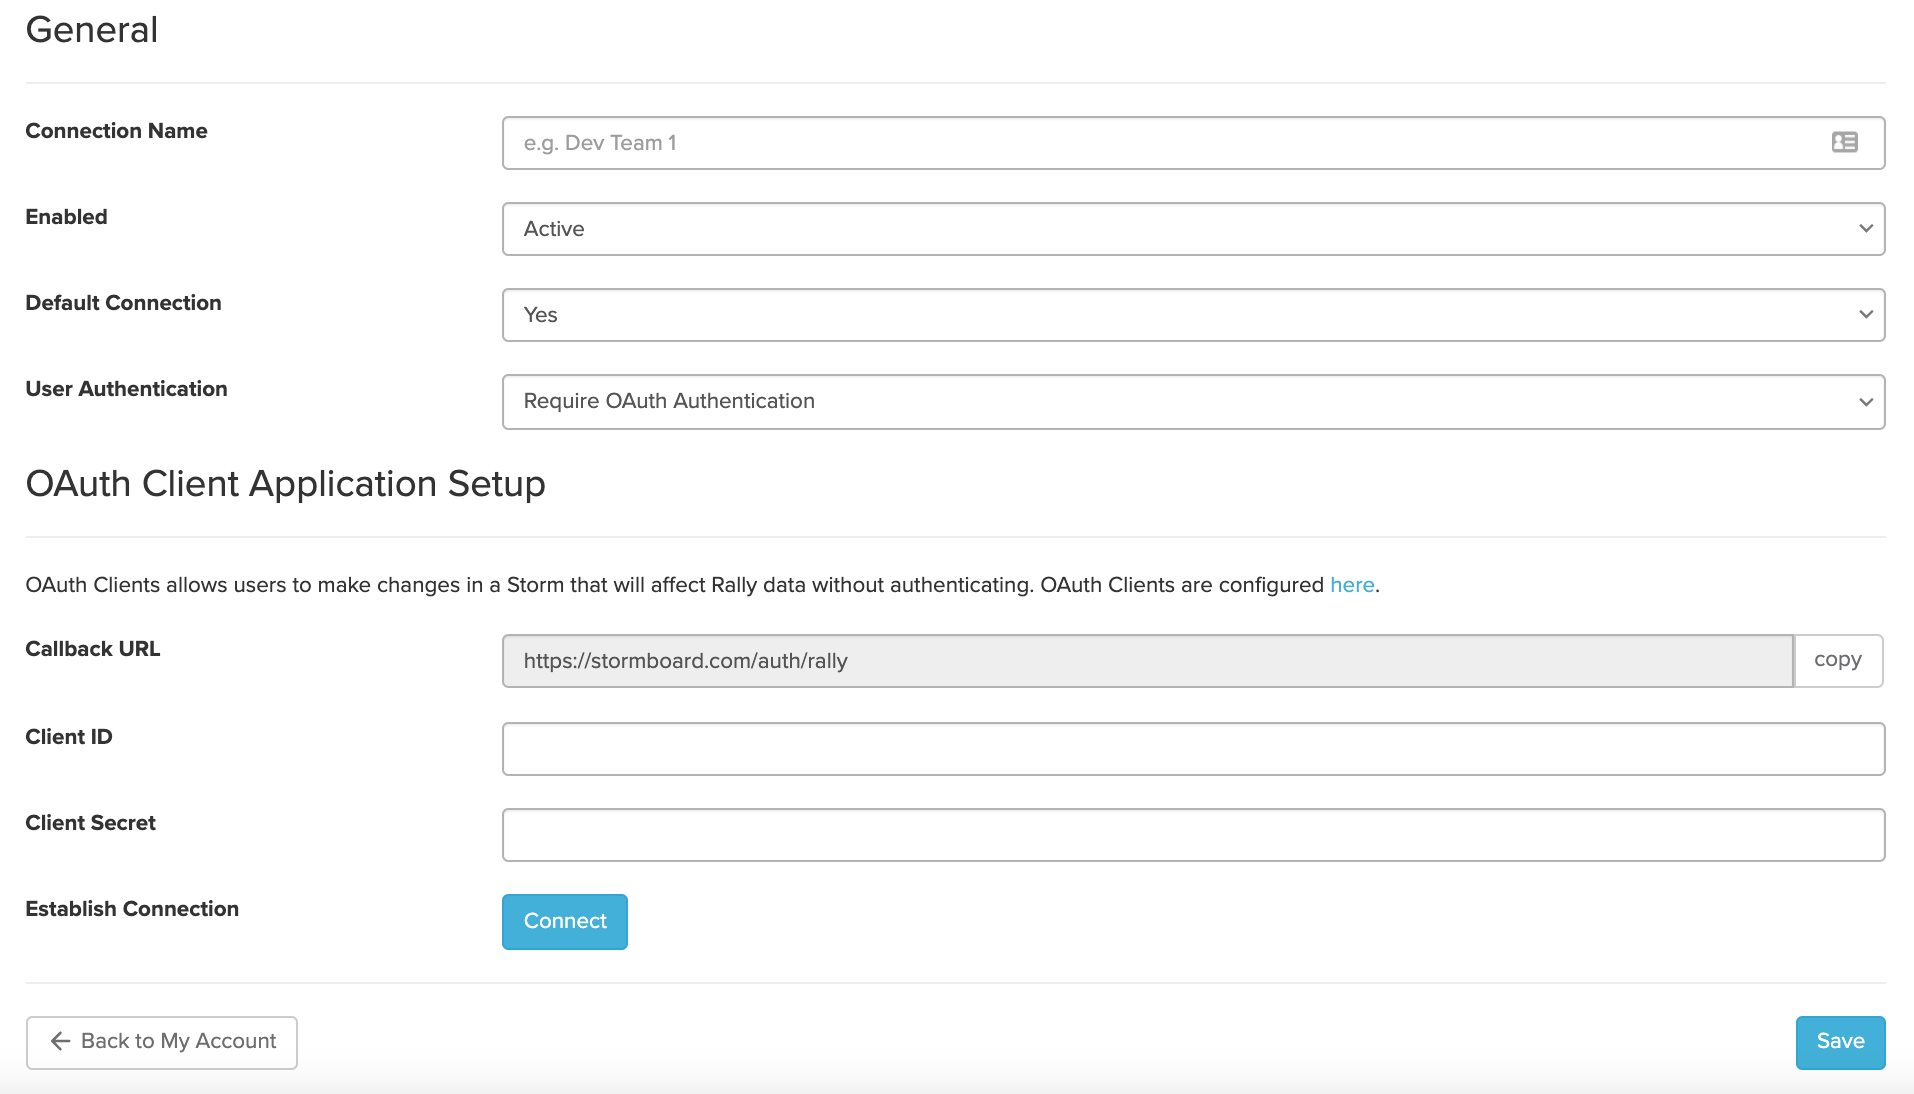 General
Connection Name
e.g. Dev Team 1
Enabled
Active
Default Connection
Yes
User Authentication
Require OAuth Authentication
OAuth Client Application Setup
OAuth Clients allows users to make changes in a Storm that will affect Rally data without authenticating. OAuth Clients are configured here.
Callback URL
https://stormboard.com/auth/rally
copy
Client ID
Client Secret
Establish Connection
Connect
Back to My Account
Save